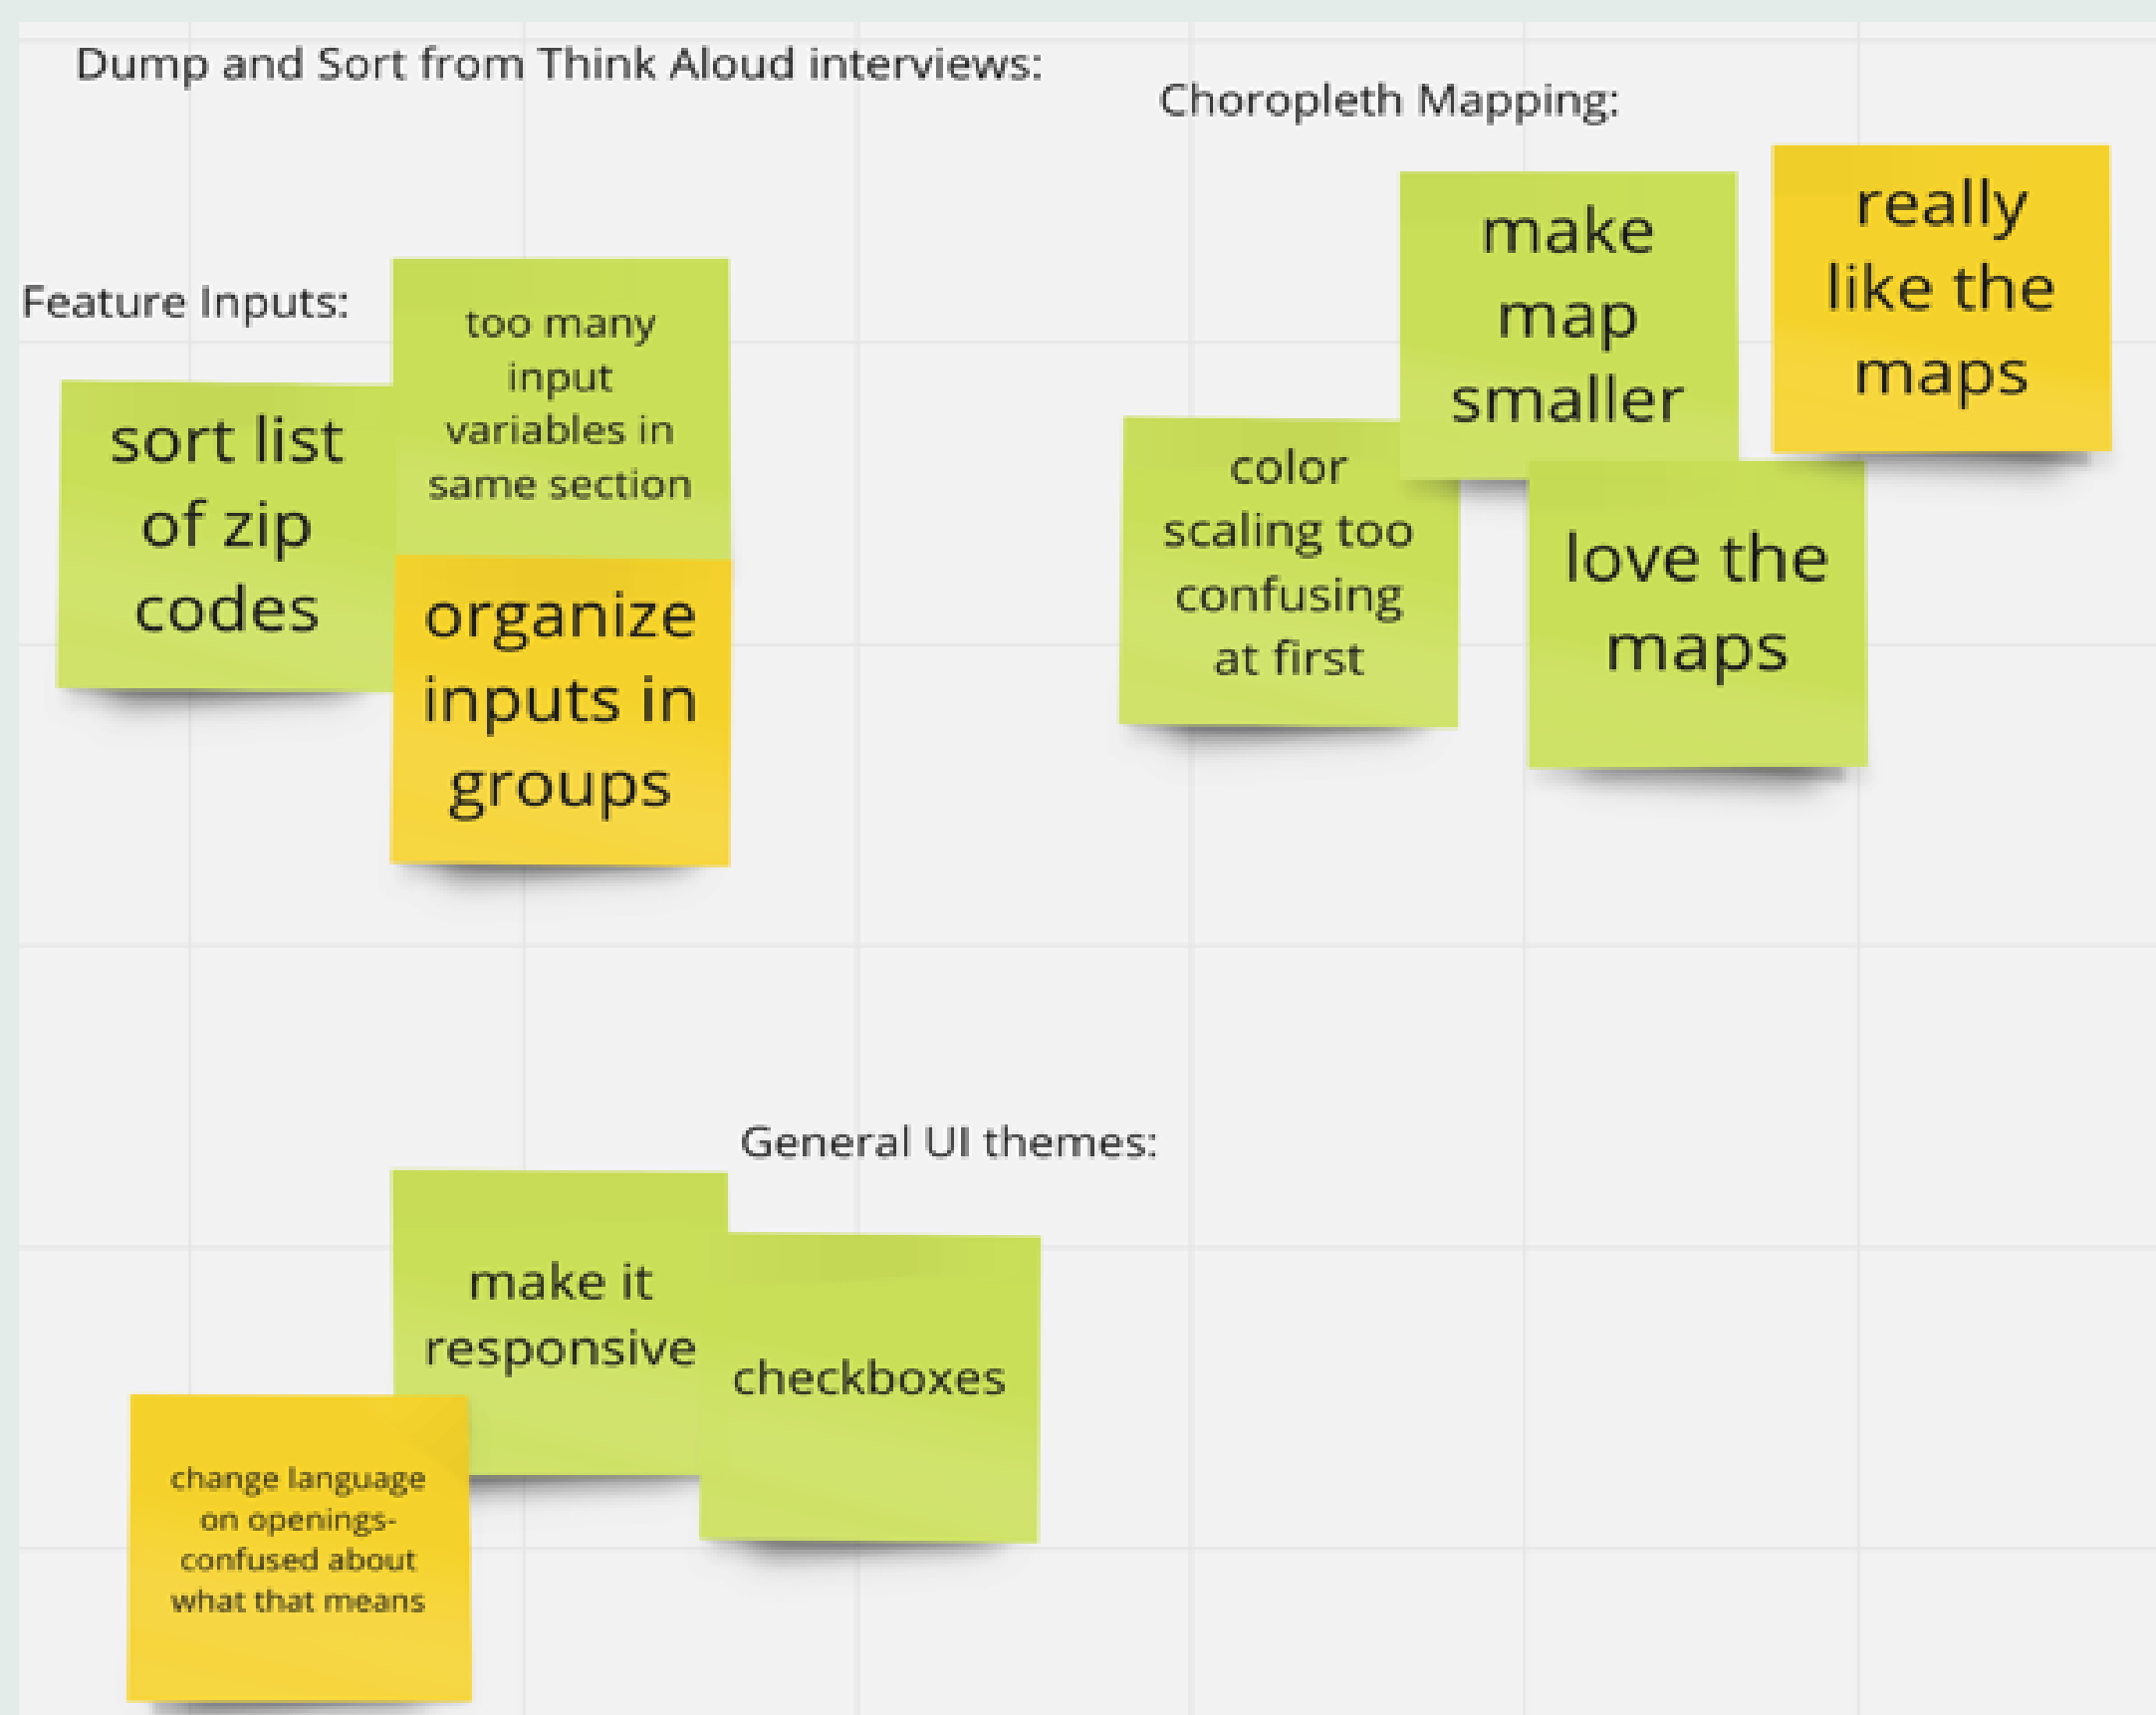 Dump and Sort from Think Aloud interviews:
Feature Inputs:
sort list
of zip
codes
too many
input
variables in
same section
organize
inputs in
groups
Choropleth Mapping:
color
scaling too
confusing
at first
make
map
smaller
love the
maps
really
like the
maps
General UI themes:
change language
on openings-
confused about
what that means
make it
responsive
checkboxes